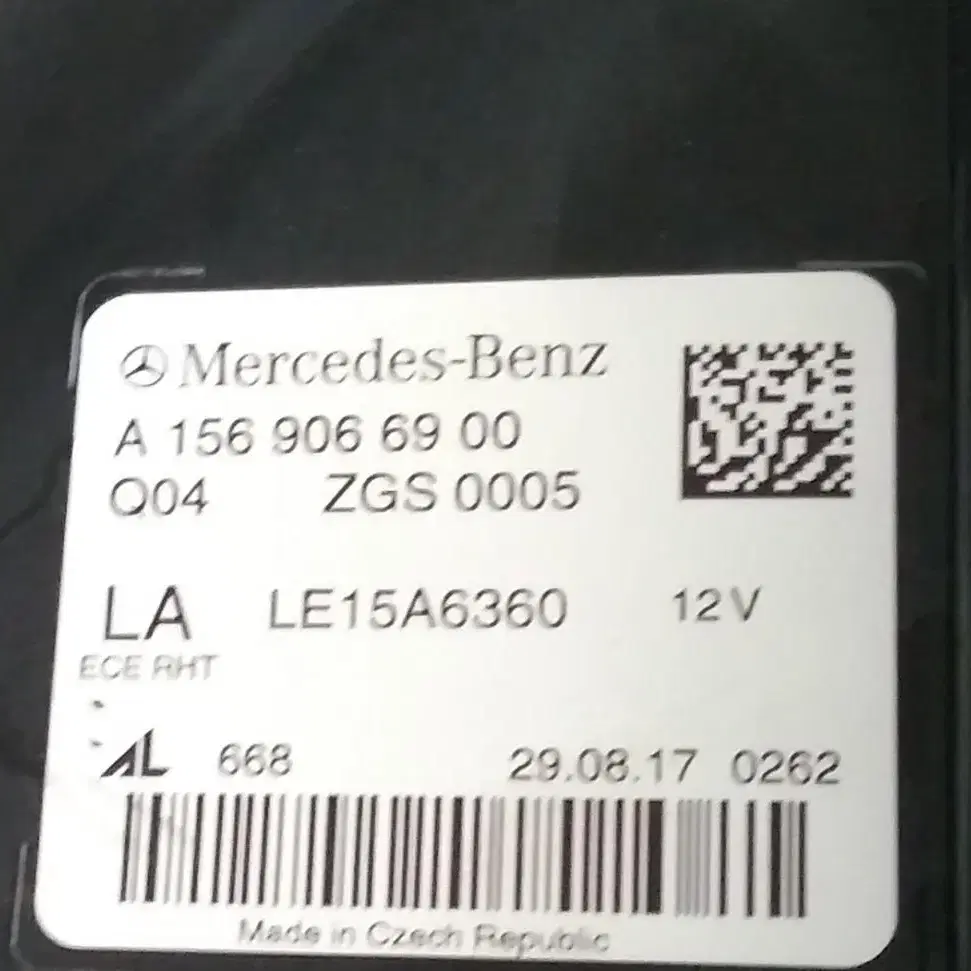 Mercedes-Benz
A 156 906 69 00
Q04 ZGS 0005
LA LE15A6360 12V
ECE RHT
AL 668 29.08.17 0262
Made in Czech Republic